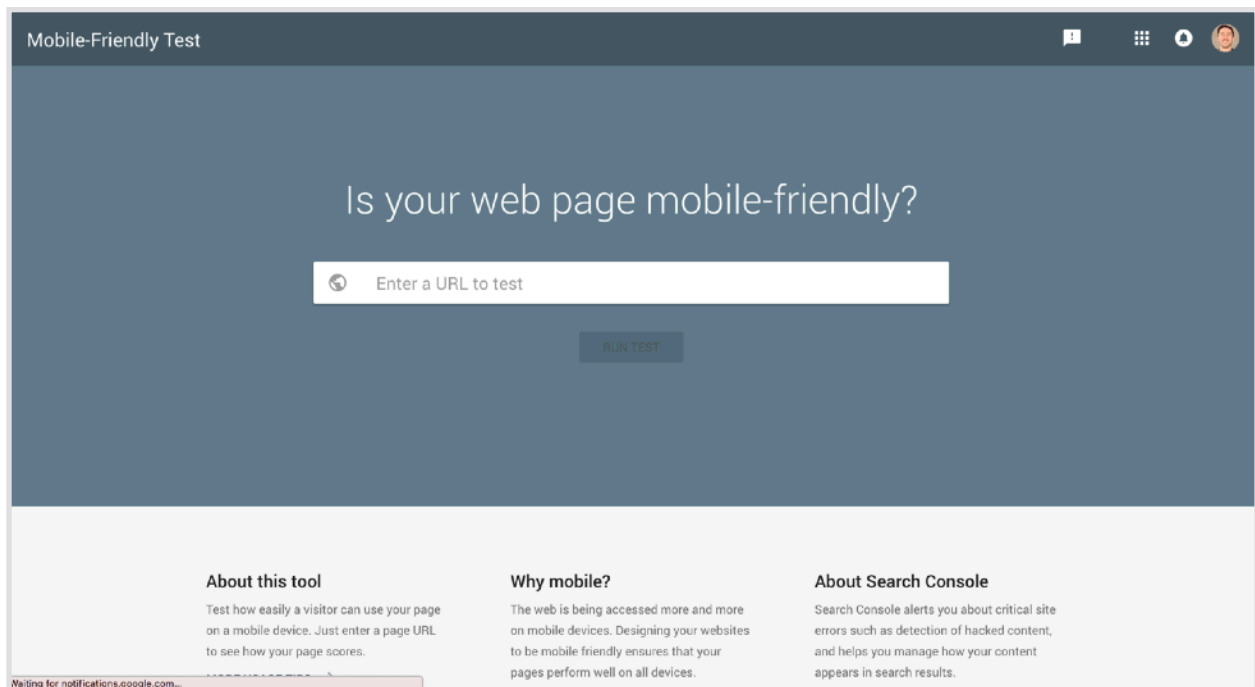 Mobile-Friendly Test
Is your web page mobile-friendly?
Enter a URL to test
RUN TEST
About this tool
Test how easily a visitor can use your page
on a mobile device. Just enter a page URL
to see how your page scores.
Why mobile?
The web is being accessed more and more
on mobile devices. Designing your websites
to be mobile friendly ensures that your
pages perform well on all devices.
About Search Console
Search Console alerts you about critical site
errors such as detection of hacked content,
and helps you manage how your content
appears in search results.
Waiting for notifications.google.com...